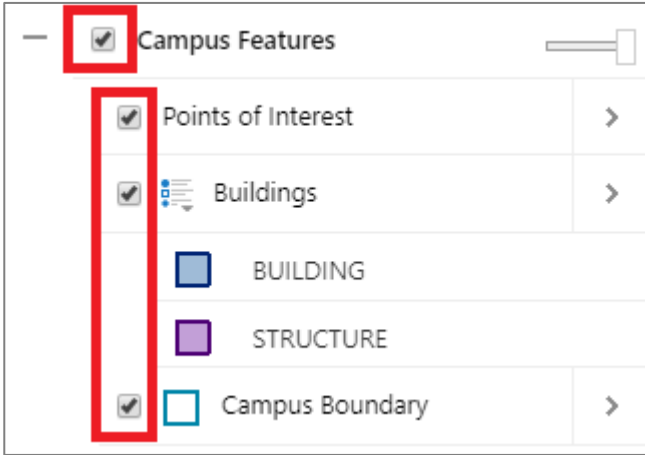 Campus Features
Points of Interest
Buildings
BUILDING
STRUCTURE
Campus Boundary